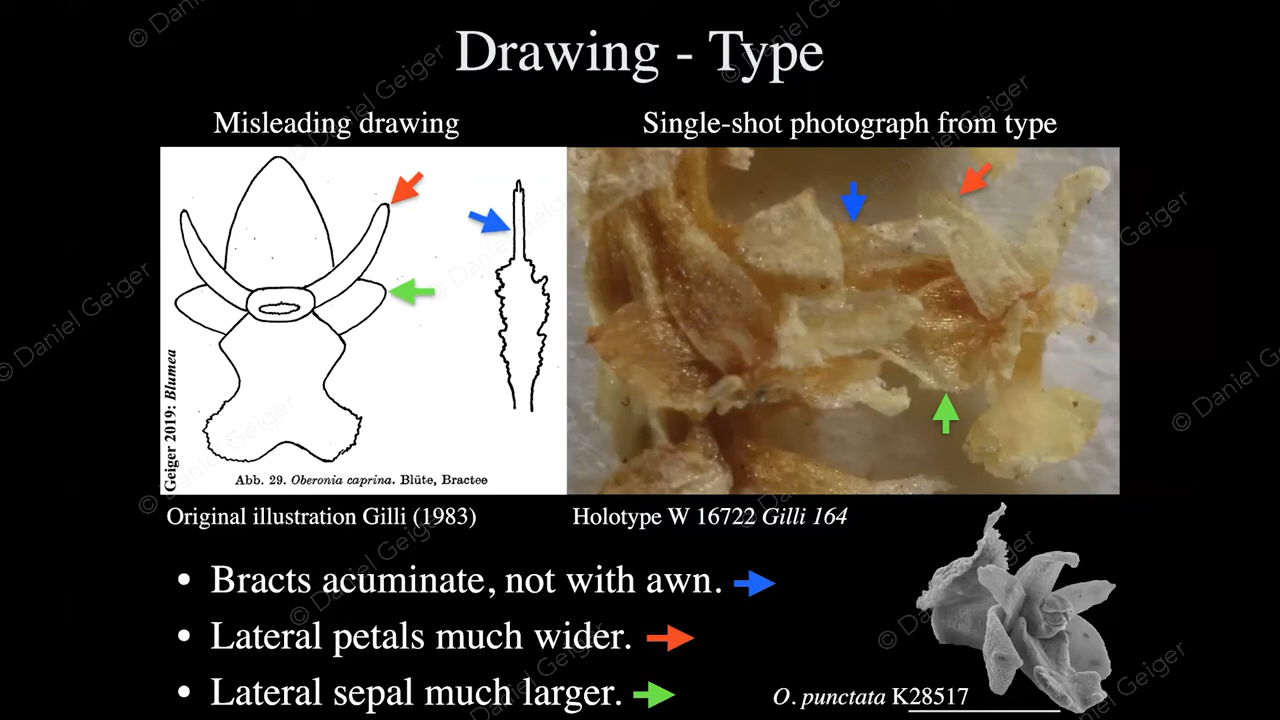 Drawing - Type
Misleading drawing
Single-shot photograph from type
Geiger 2019: Blumea
Abb. 29. Oberonia caprina. Blüte, Bractee
Original illustration Gilli (1983)
Holotype W 16722 Gilli 164
• Bracts acuminate, not with awn.
• Lateral petals much wider.
• Lateral sepal much larger.
O. punctata K28517
© Daniel Geiger